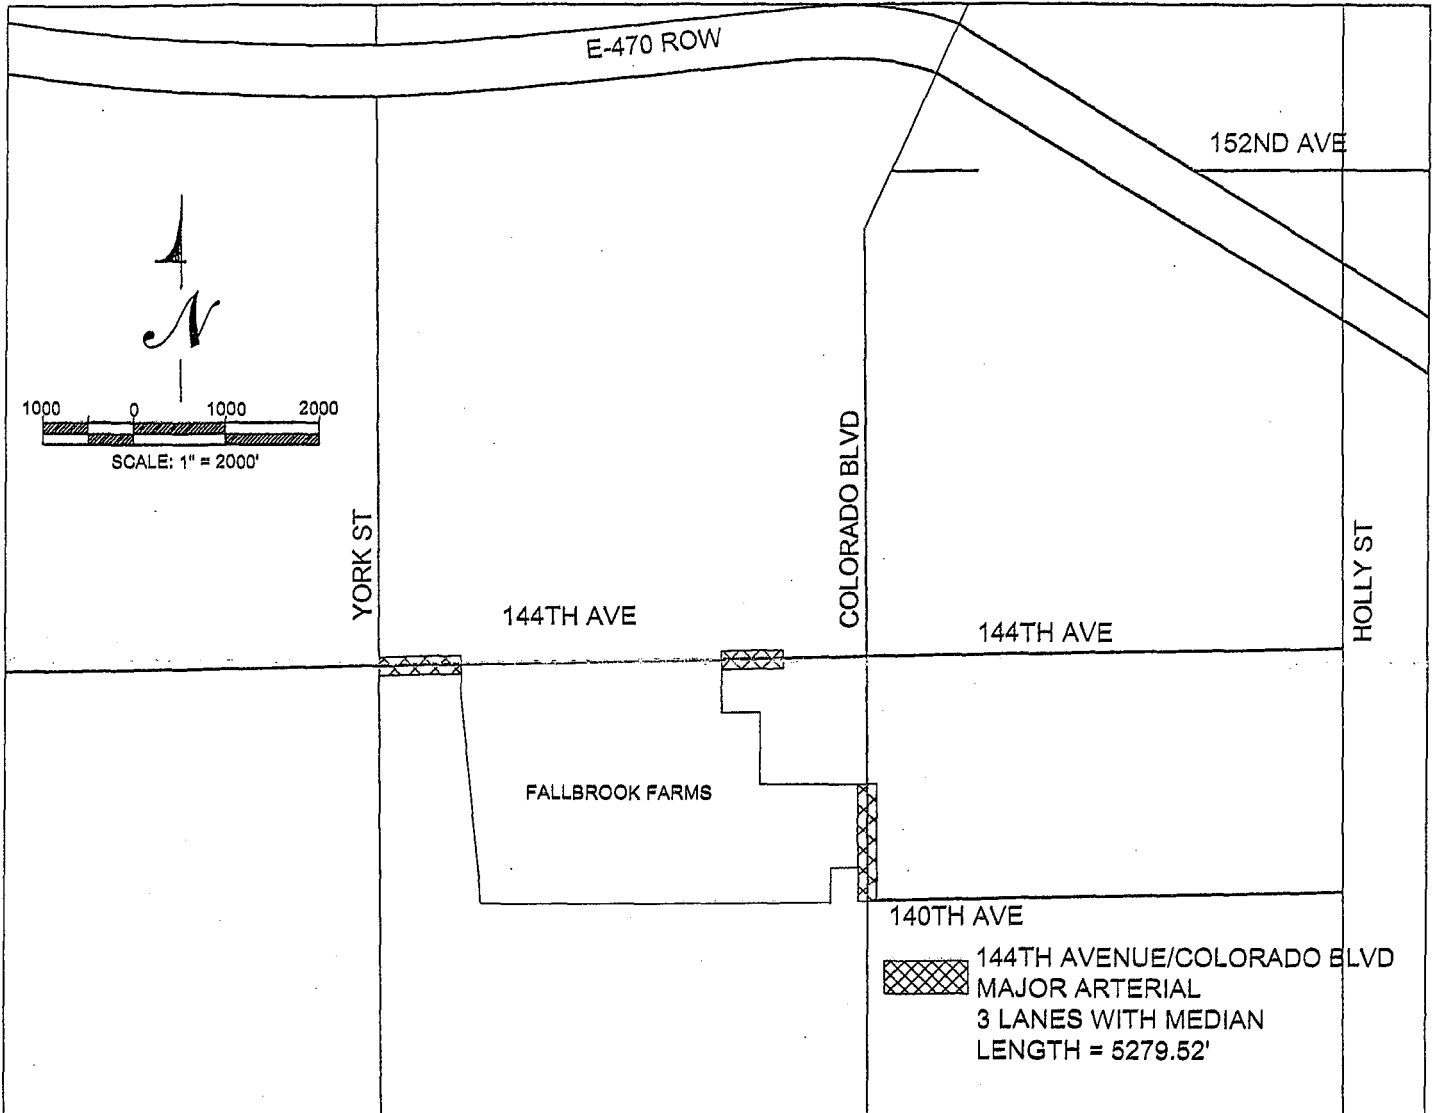 E-470 ROW
152ND AVE
N
1000 0 1000 2000
SCALE: 1" = 2000'
YORK ST
COLORADO BLVD
HOLLY ST
144TH AVE
144TH AVE
FALLBROOK FARMS
140TH AVE
144TH AVENUE/COLORADO BLVD
MAJOR ARTERIAL
3 LANES WITH MEDIAN
LENGTH = 5279.52'